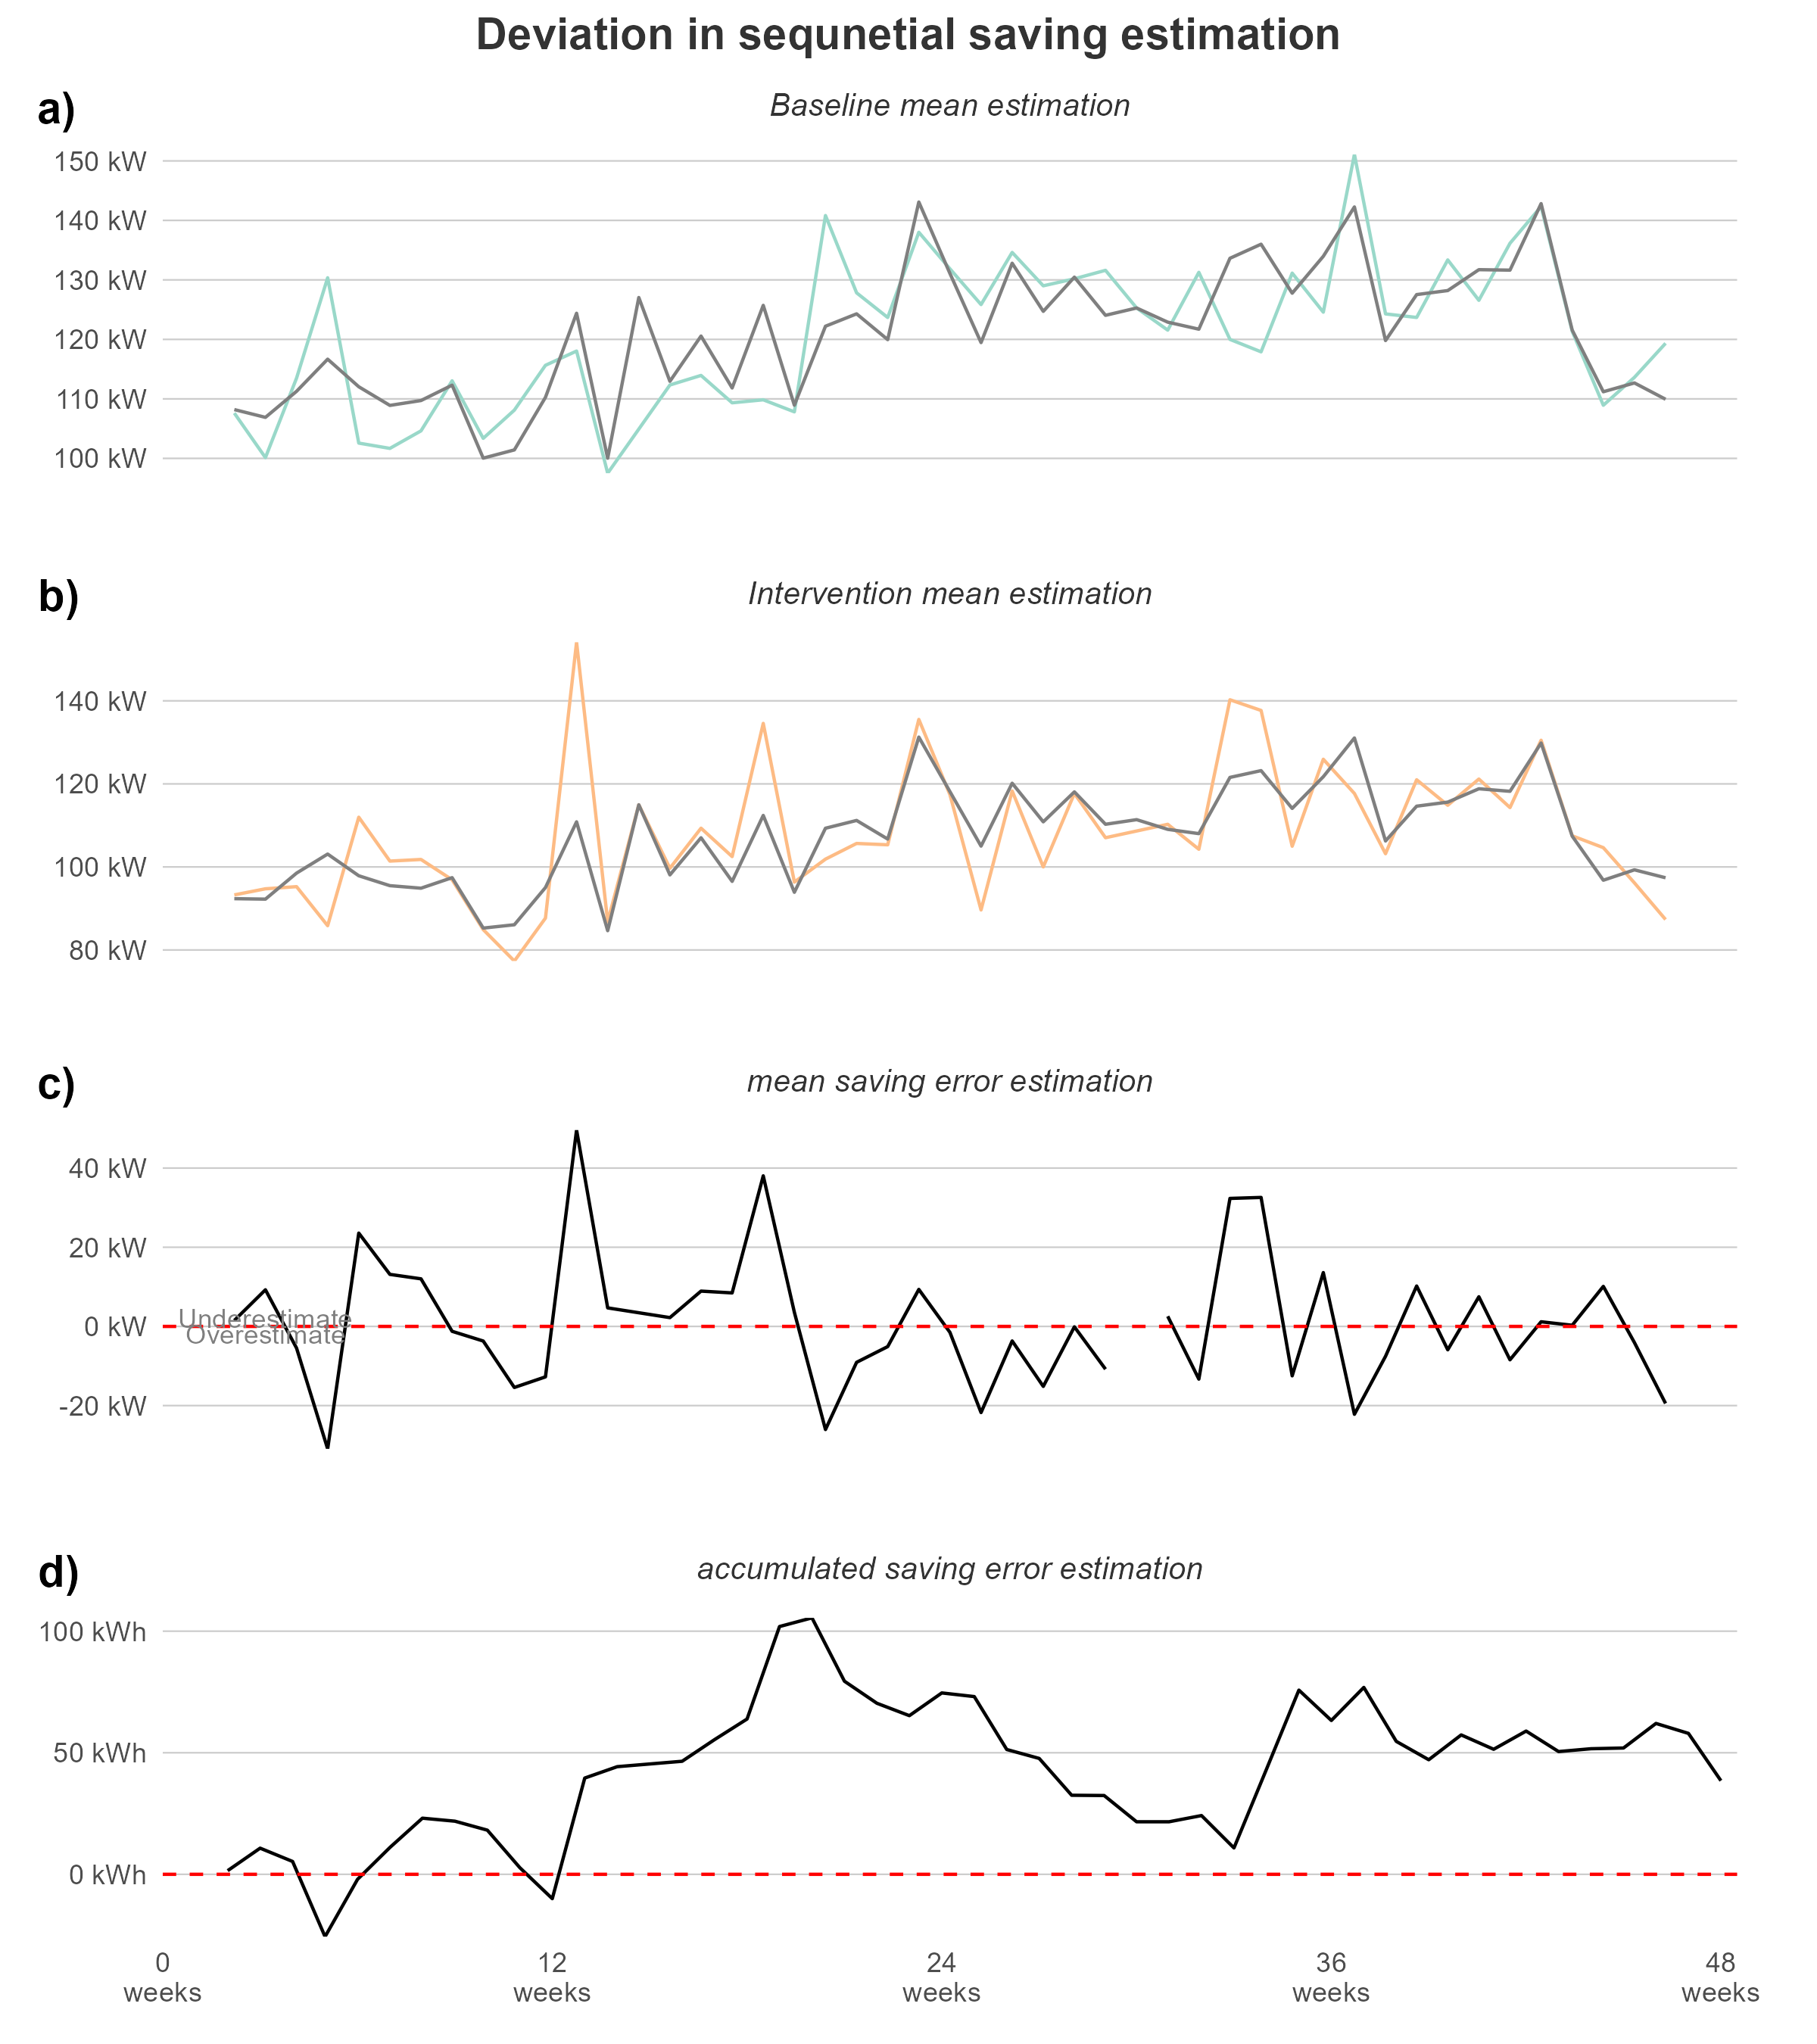 Deviation in sequnetial saving estimation
a)
Baseline mean estimation
150 kW
140 kW
130 kW
120 kW
110 kW
100 kW
b)
Intervention mean estimation
140 kW
120 kW
100 kW
80 kW
c)
mean saving error estimation
40 kW
20 kW
Underestimate
0 kW
Overestimate
-20 kW
d)
accumulated saving error estimation
100 kWh
50 kWh
0 kWh
0 12 24 36 48
weeks weeks weeks weeks weeks